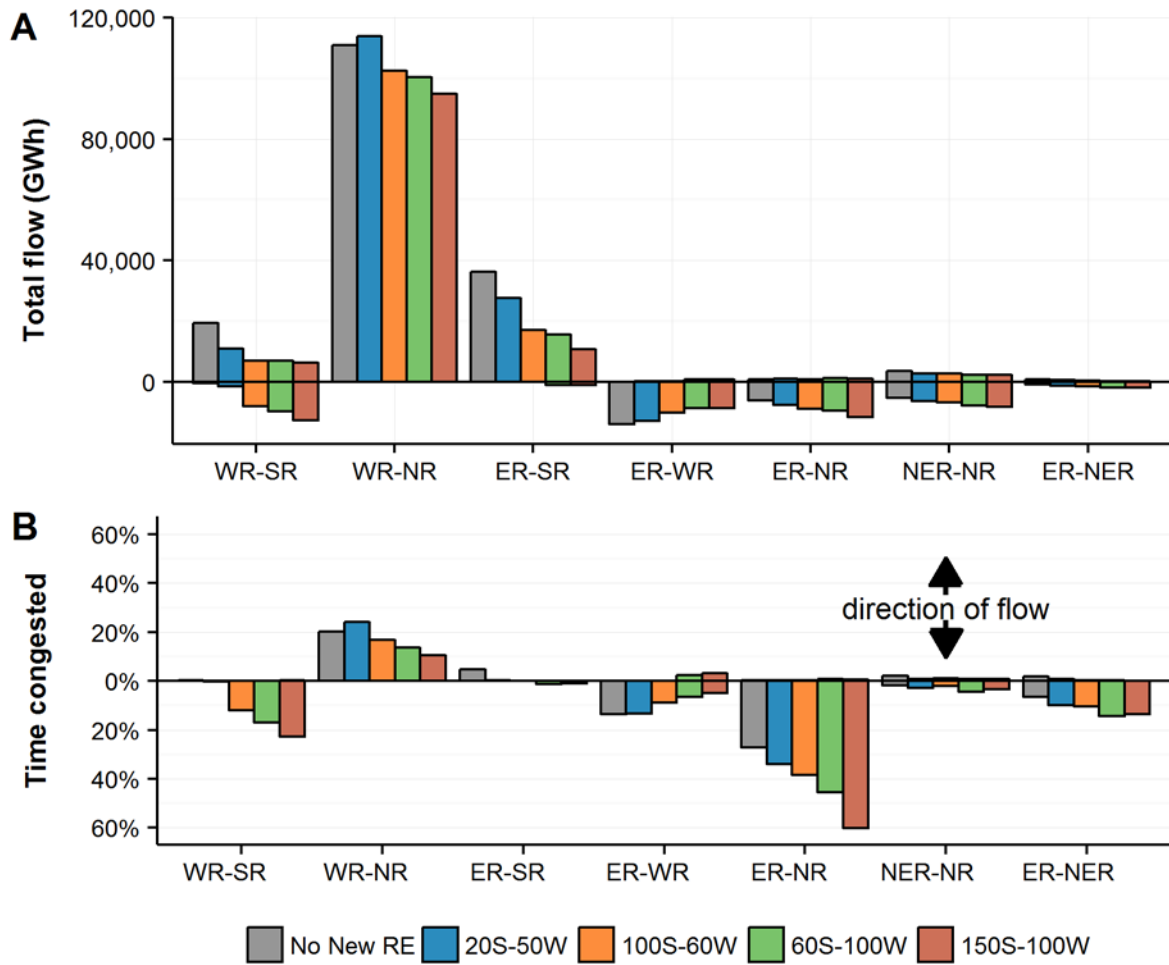 A
Total flow (GWh)
120,000
80,000
40,000
0
WR-SR WR-NR ER-SR ER-WR ER-NR NER-NR ER-NER
B
Time congested
60%
40%
20%
0%
20%
40%
60%
direction of flow
WR-SR WR-NR ER-SR ER-WR ER-NR NER-NR ER-NER
No New RE 20S-50W 100S-60W 60S-100W 150S-100W